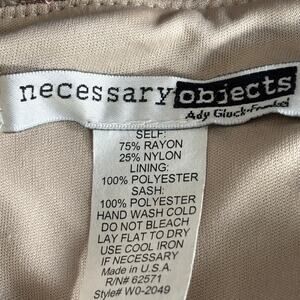 necessary objects
Ady Gluck-Frankel
SELF:
75% RAYON
25% NYLON
LINING:
100% POLYESTER
SASH:
100% POLYESTER
HAND WASH COLD
DO NOT BLEACH
LAY FLAT TO DRY
USE COOL IRON
IF NECESSARY
Made in U.S.A.
R/N# 62571
Style# W0-2049